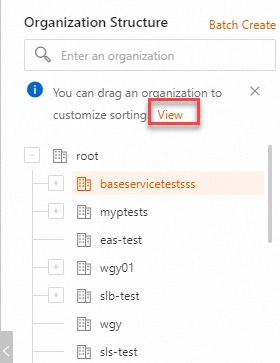 Organization Structure
Batch Create
Enter an organization
You can drag an organization to
customize sorting. View
root
baseservicetestsss
myptests
eas-test
wgy01
slb-test
wgy
sls-test